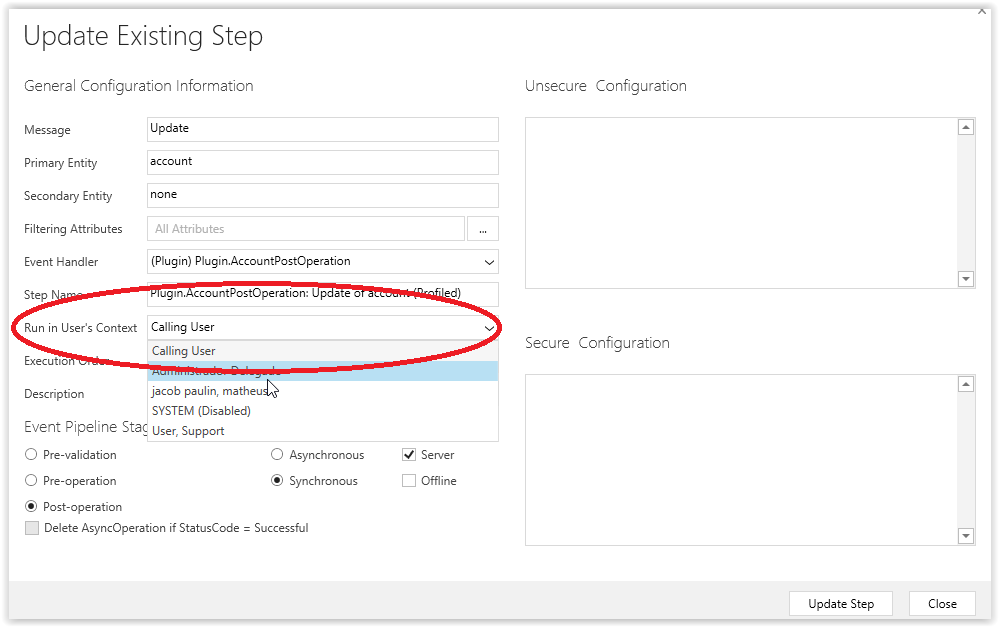 Update Existing Step
General Configuration Information
Message
Update
Primary Entity
account
Secondary Entity
none
Filtering Attributes
All Attributes
...
Event Handler
(Plugin) Plugin.AccountPostOperation
Step Name
Plugin.AccountPostOperation: Update of account (Profiled)
Run in User's Context
Calling User
Calling User
Administrador Delegado
jacob paulin, matheus
SYSTEM (Disabled)
User, Support
Execution Order
Description
Event Pipeline Stag
Pre-validation
Pre-operation
Post-operation
Asynchronous
Synchronous
Server
Offline
Delete AsyncOperation if StatusCode = Successful
Unsecure Configuration
Secure Configuration
Update Step
Close